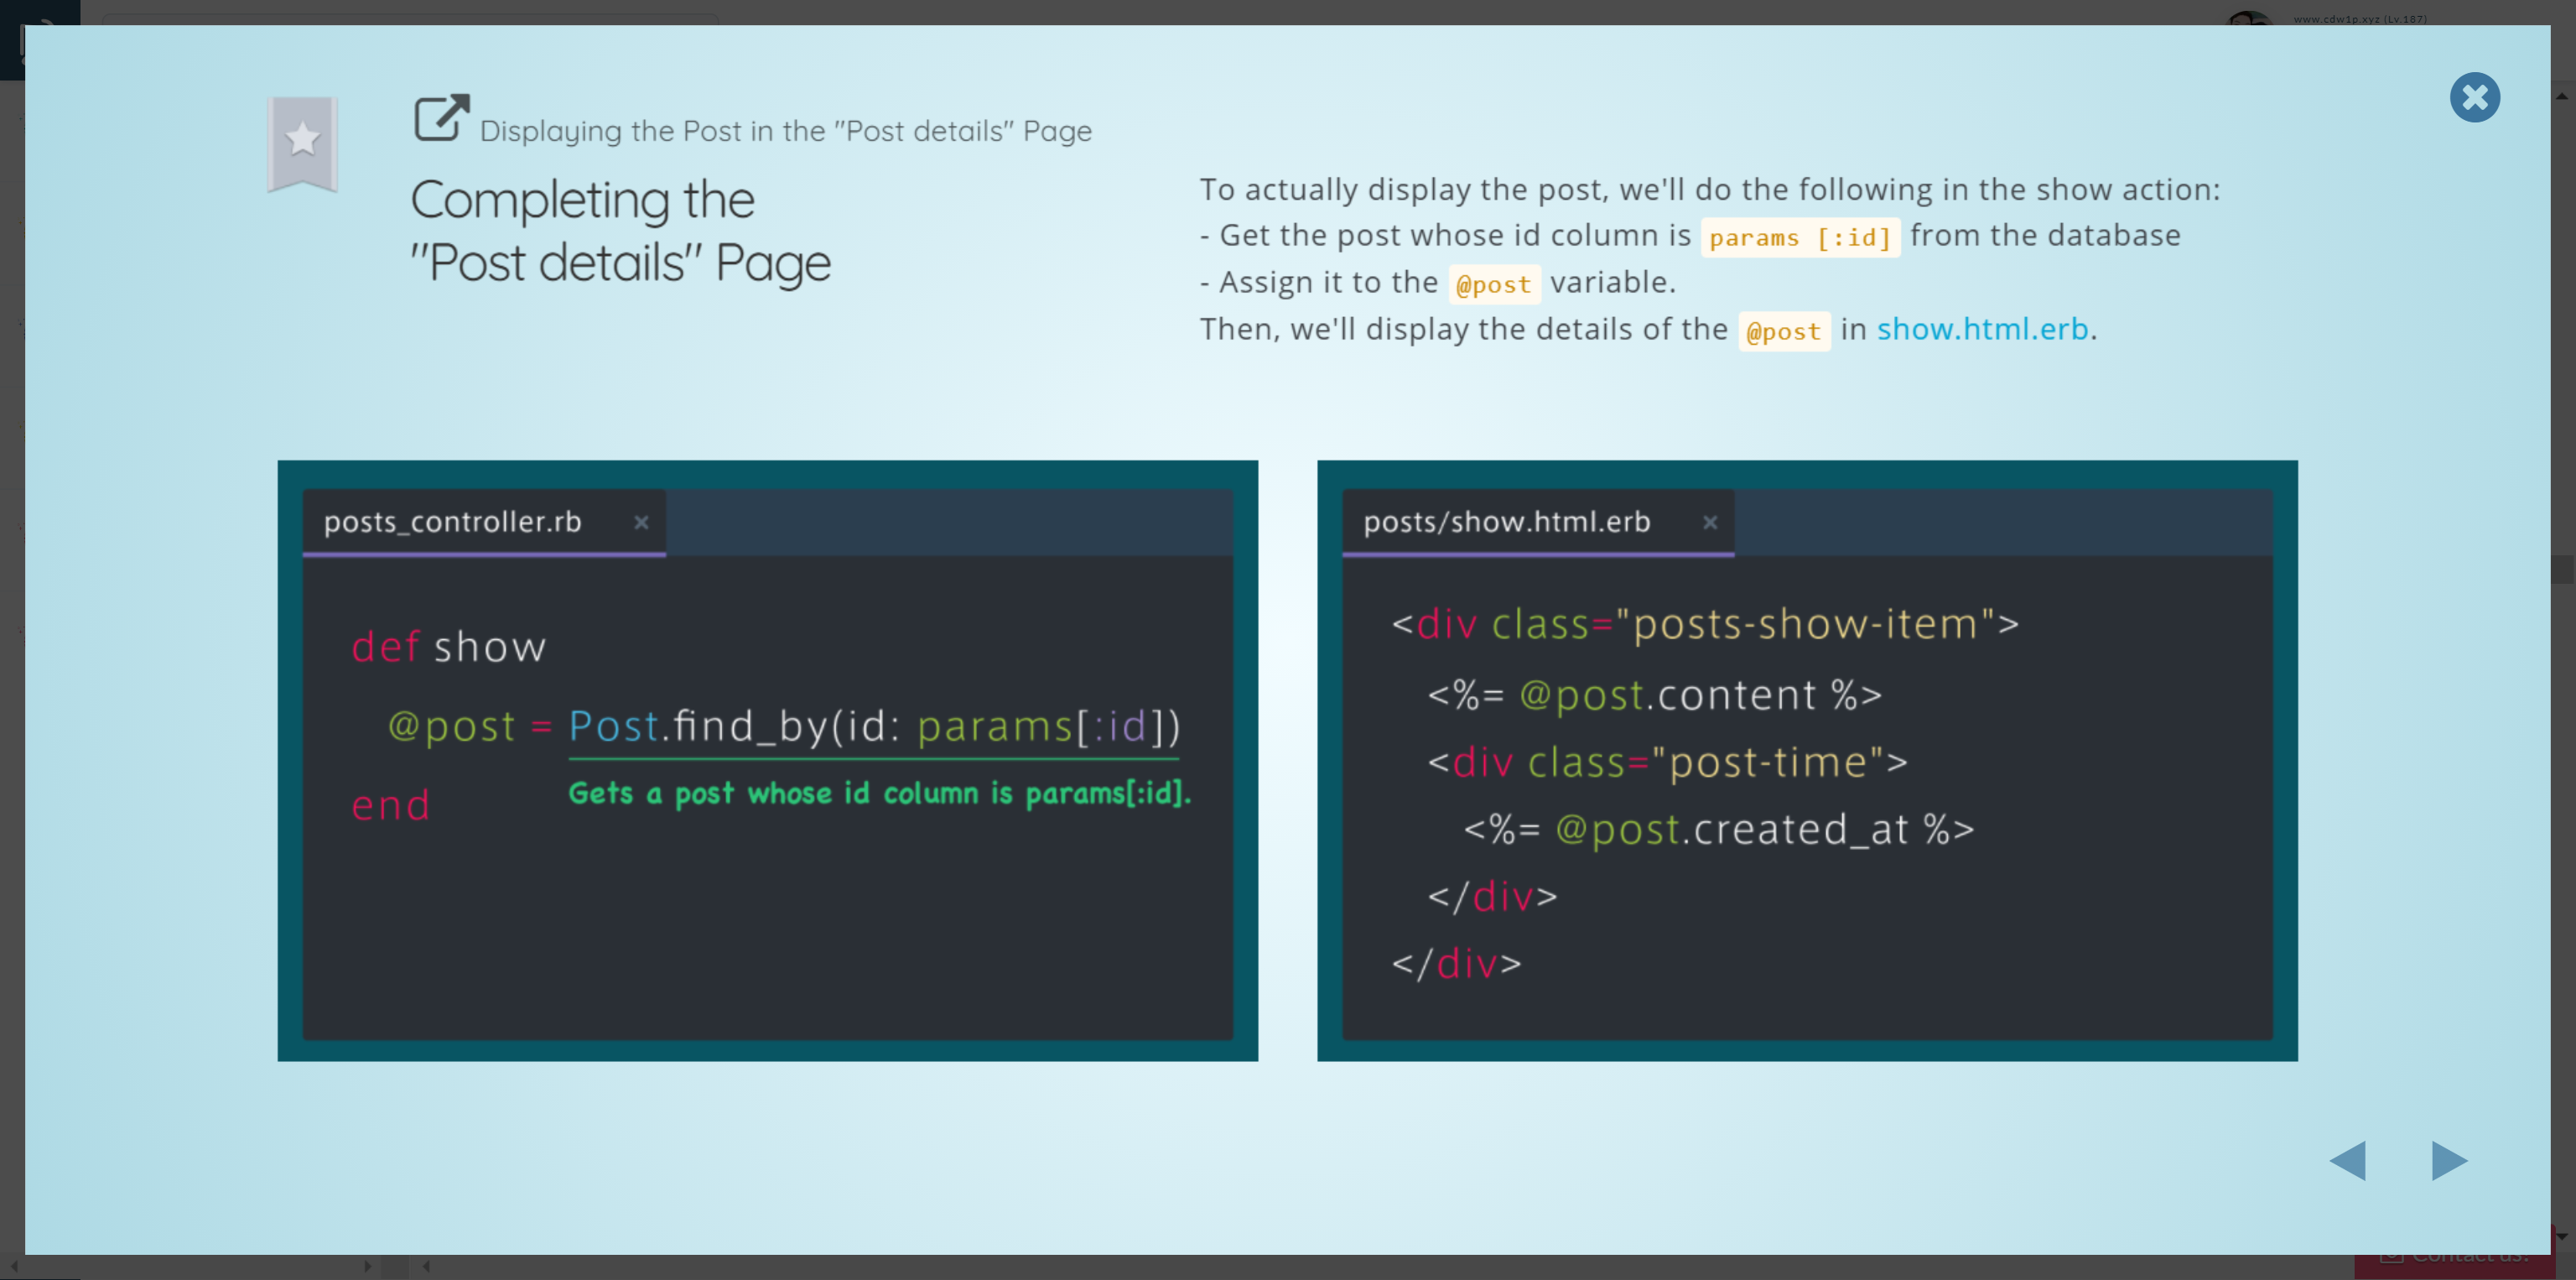 www.cdw1p.xyz (Lv.187)
Displaying the Post in the "Post details" Page
Completing the
"Post details" Page
To actually display the post, we'll do the following in the show action:
- Get the post whose id column is params [:id] from the database
- Assign it to the @post variable.
Then, we'll display the details of the @post in show.html.erb.
posts_controller.rb ×
def show
@post = Post.find_by(id: params[:id])
Gets a post whose id column is params[:id].
end
posts/show.html.erb ×
<div class="posts-show-item">
<%= @post.content %>
<div class="post-time">
<%= @post.created_at %>
</div>
</div>
Contact us!